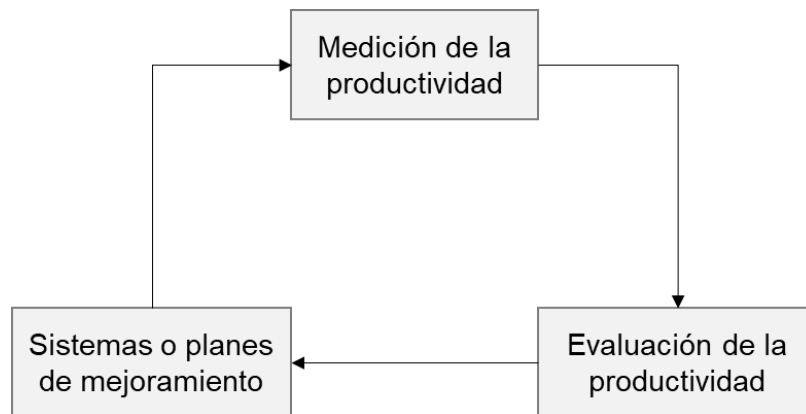 Medición de la
productividad
Sistemas o planes
de mejoramiento
Evaluación de la
productividad